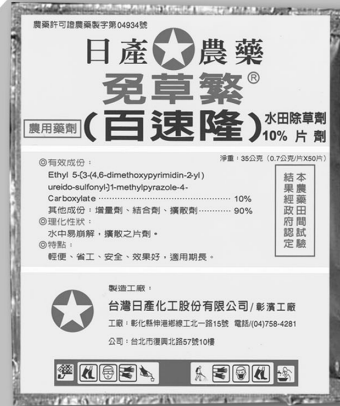 農藥許可證農藥製字第04934號
日產 農藥
免草繁®
農用藥劑 (百速隆) 水田除草劑
10% 片 劑
淨重：35公克（0.7公克/片X50片）
◎有效成份：
Ethyl 5-[3-(4,6-dimethoxypyrimidin-2-yl)
ureido-sulfonyl-]1-methylpyrazole-4-
Carboxylate ………………………… 10%
其他成份：增量劑、結合劑、擴散劑………… 90%
◎理化性狀：
水中易崩解，擴散之片劑。
◎特點：
輕便、省工、安全、效果好，適用期長。
本農藥田間試驗
結果經政府認定
製造工廠：
台灣日產化工股份有限公司/彰濱工廠
工廠：彰化縣伸港鄉線工北一路15號 電話/(04)758-4281
公司：台北市復興北路57號10樓